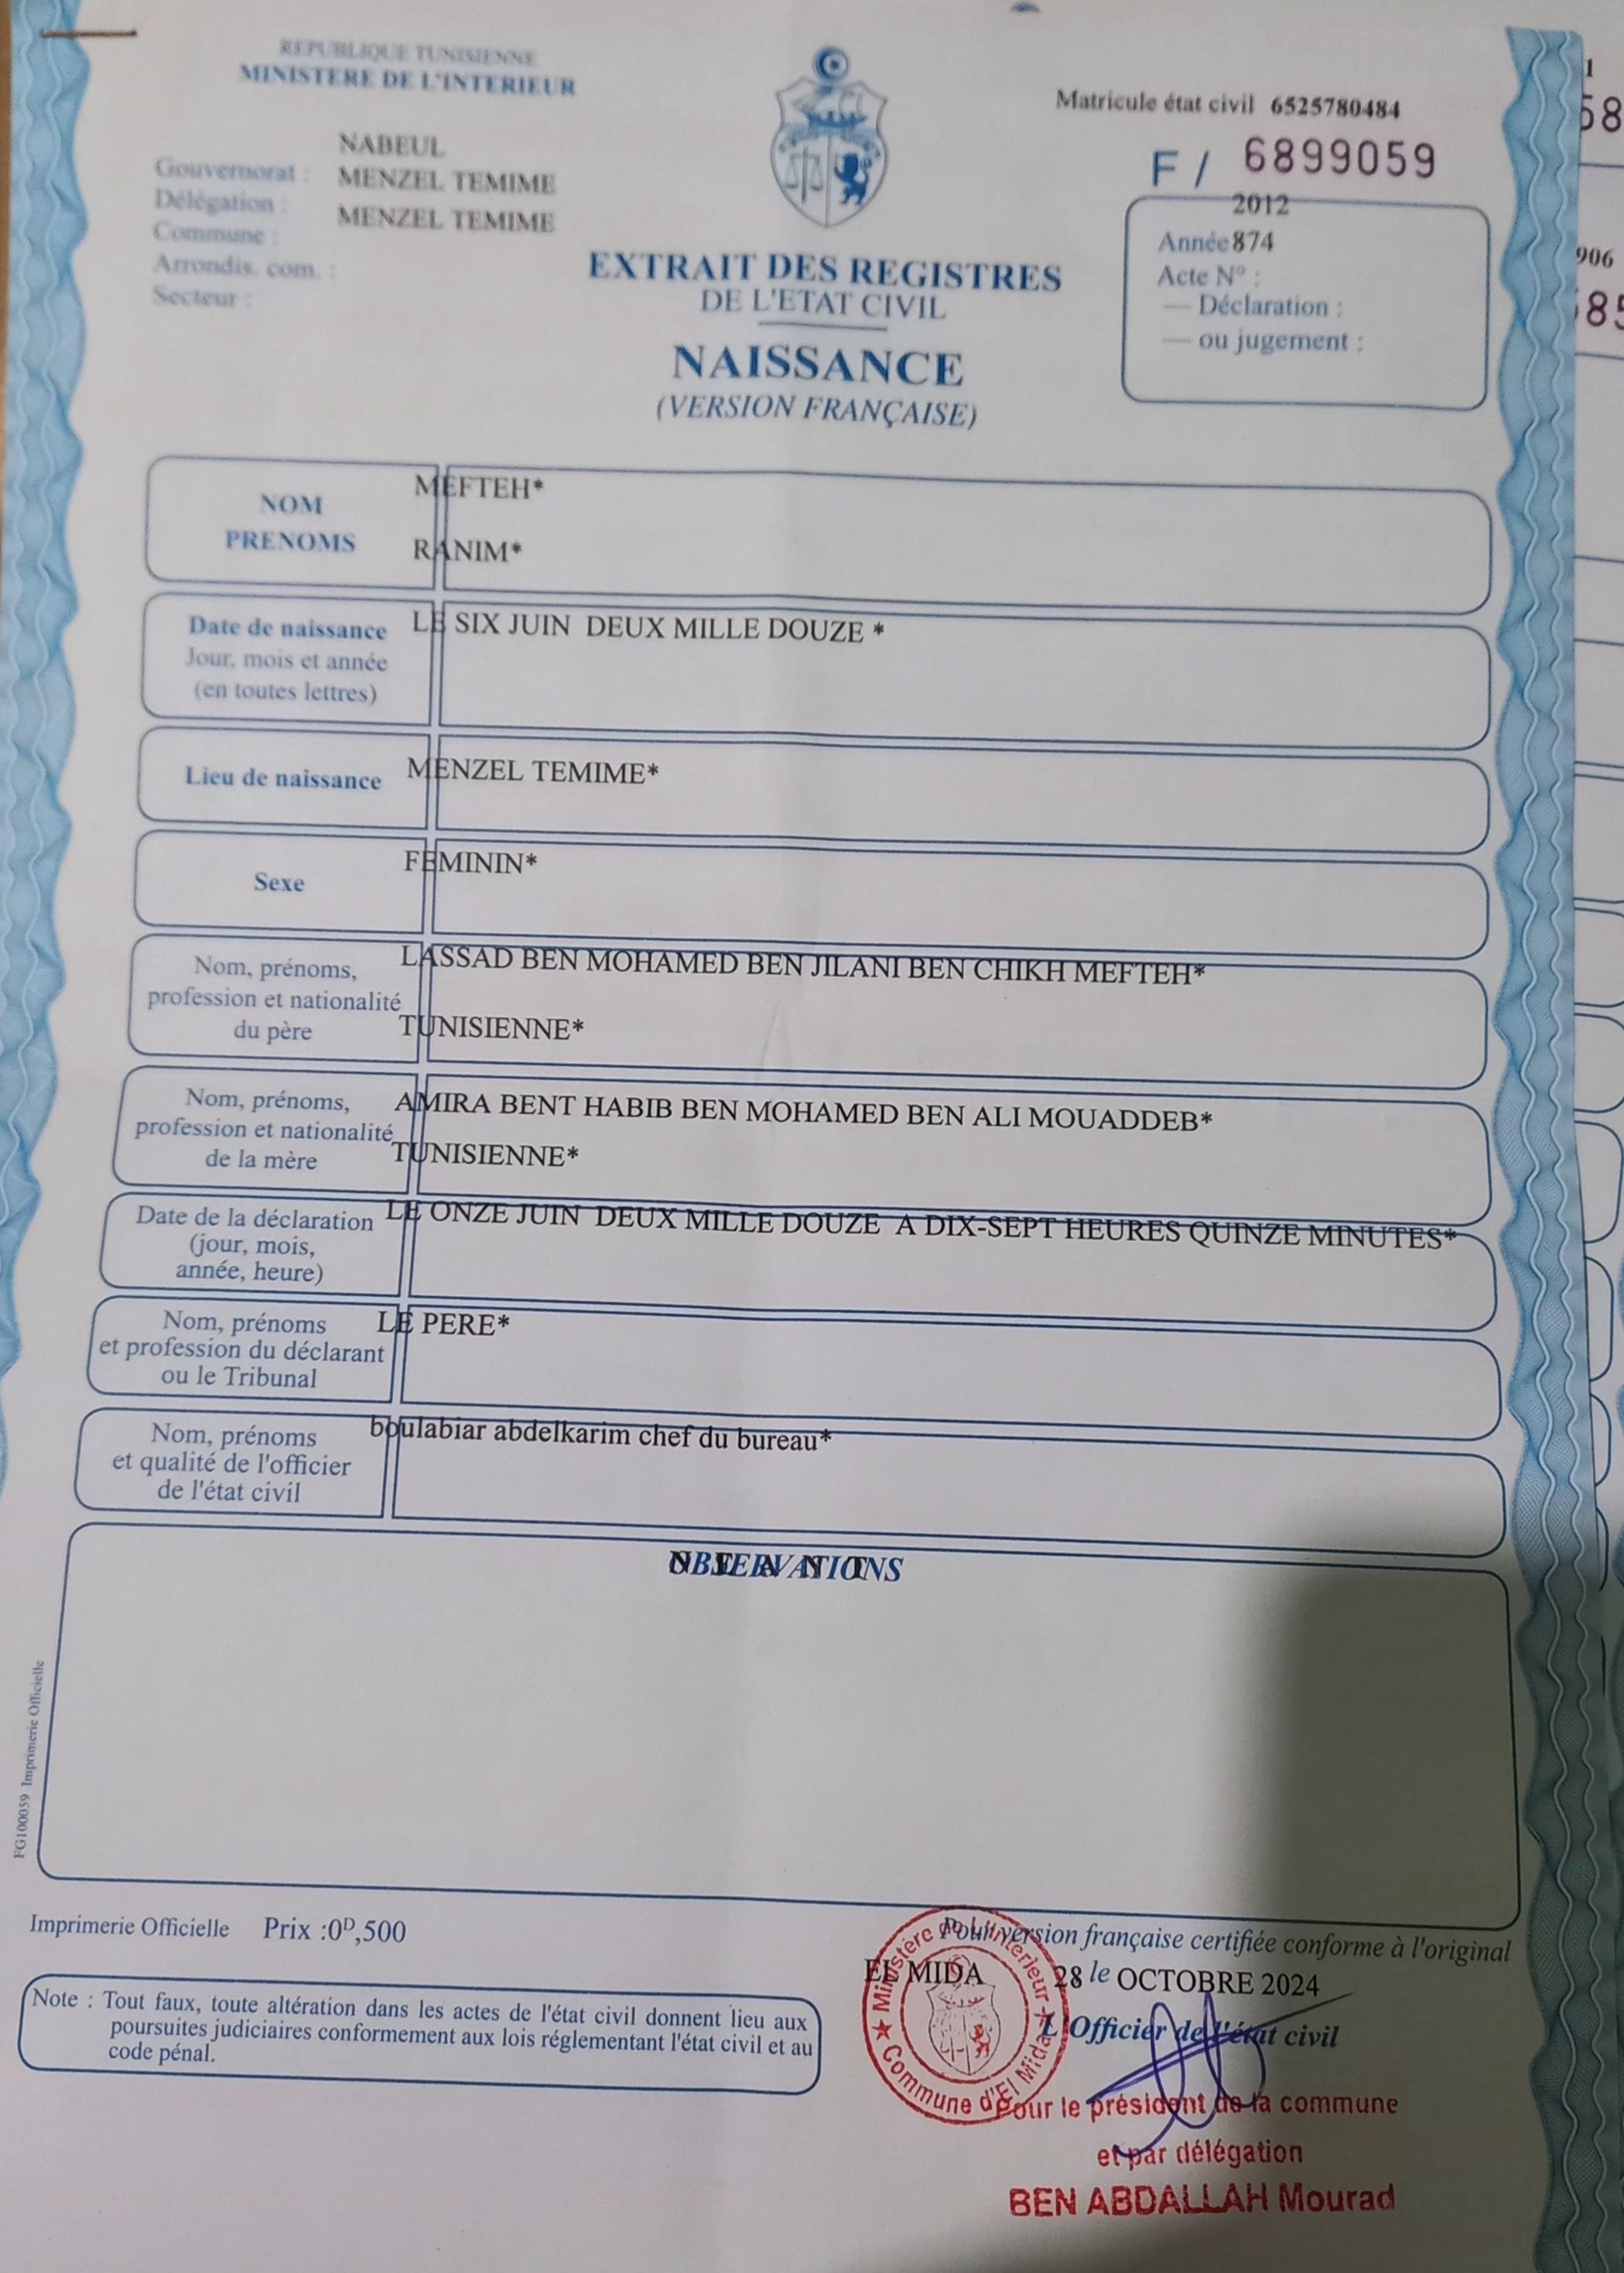 REPUBLIQUE TUNISIENNE
MINISTERE DE L'INTERIEUR
NABEUL
Gouvernorat :
MENZEL TEMIME
Délégation :
MENZEL TEMIME
Commune :
Arrondis. com. :
Secteur :
Matricule état civil 6525780484
F / 6899059
2012
Année 874
Acte N° :
— Déclaration :
— ou jugement :
EXTRAIT DES REGISTRES
DE L'ETAT CIVIL
NAISSANCE
(VERSION FRANÇAISE)
NOM
PRENOMS
MEFTEH*
RANIM*
Date de naissance
Jour, mois et année
(en toutes lettres)
LE SIX JUIN DEUX MILLE DOUZE *
Lieu de naissance
MENZEL TEMIME*
Sexe
FEMININ*
Nom, prénoms,
profession et nationalité
du père
LASSAD BEN MOHAMED BEN JILANI BEN CHIKH MEFTEH*
TUNISIENNE*
Nom, prénoms,
profession et nationalité
de la mère
AMIRA BENT HABIB BEN MOHAMED BEN ALI MOUADDEB*
TUNISIENNE*
Date de la déclaration
(jour, mois,
année, heure)
LE ONZE JUIN DEUX MILLE DOUZE A DIX-SEPT HEURES QUINZE MINUTES*
Nom, prénoms
et profession du déclarant
ou le Tribunal
LE PERE*
Nom, prénoms
et qualité de l'officier
de l'état civil
boulabiar abdelkarim chef du bureau*
OBSERVATIONS
N E A N T
FG100059 Imprimerie Officielle
Imprimerie Officielle Prix :0D,500
Note : Tout faux, toute altération dans les actes de l'état civil donnent lieu aux
poursuites judiciaires conformement aux lois réglementant l'état civil et au
code pénal.
Pour version française certifiée conforme à l'original
EL MIDA 28 le OCTOBRE 2024
L'Officier de l'état civil
Ministère de L'interieur
Commune d'El Mida
Pour le président de la commune
et par délégation
BEN ABDALLAH Mourad
1
58
906
85